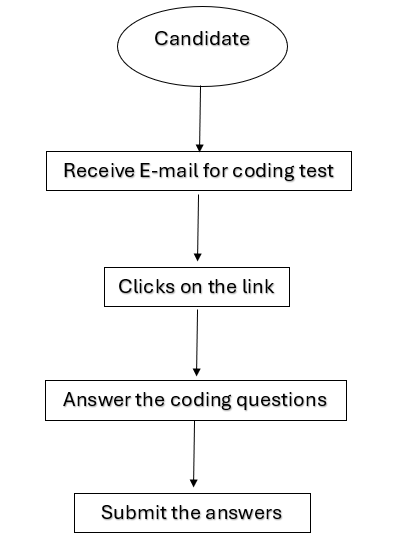 Candidate
Receive E-mail for coding test
Clicks on the link
Answer the coding questions
Submit the answers